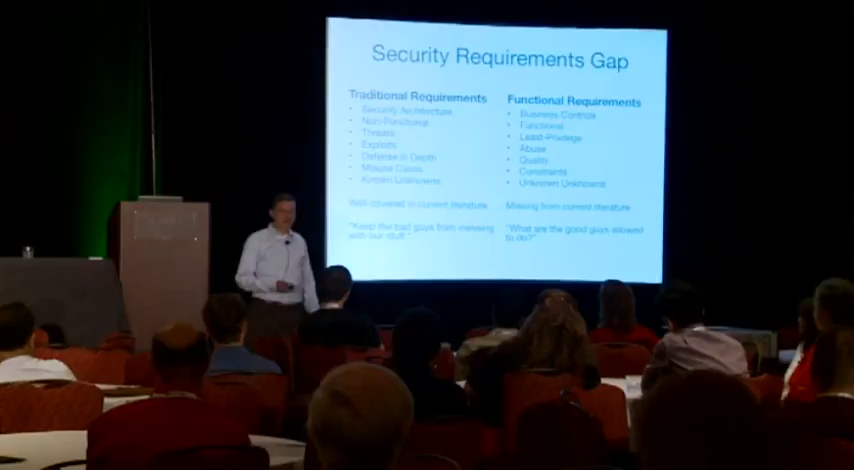 Security Requirements Gap
Traditional Requirements
• Security Architecture
• Non-Functional
• Threats
• Exploits
• Defense in Depth
• Misuse Cases
• Known Unknowns
Well-covered in current literature
"Keep the bad guys from messing
with our stuff."
Functional Requirements
• Business Controls
• Functional
• Least-Privilege
• Abuse
• Quality
• Constraints
• Unknown Unknowns
Missing from current literature
"What are the good guys allowed
to do?"